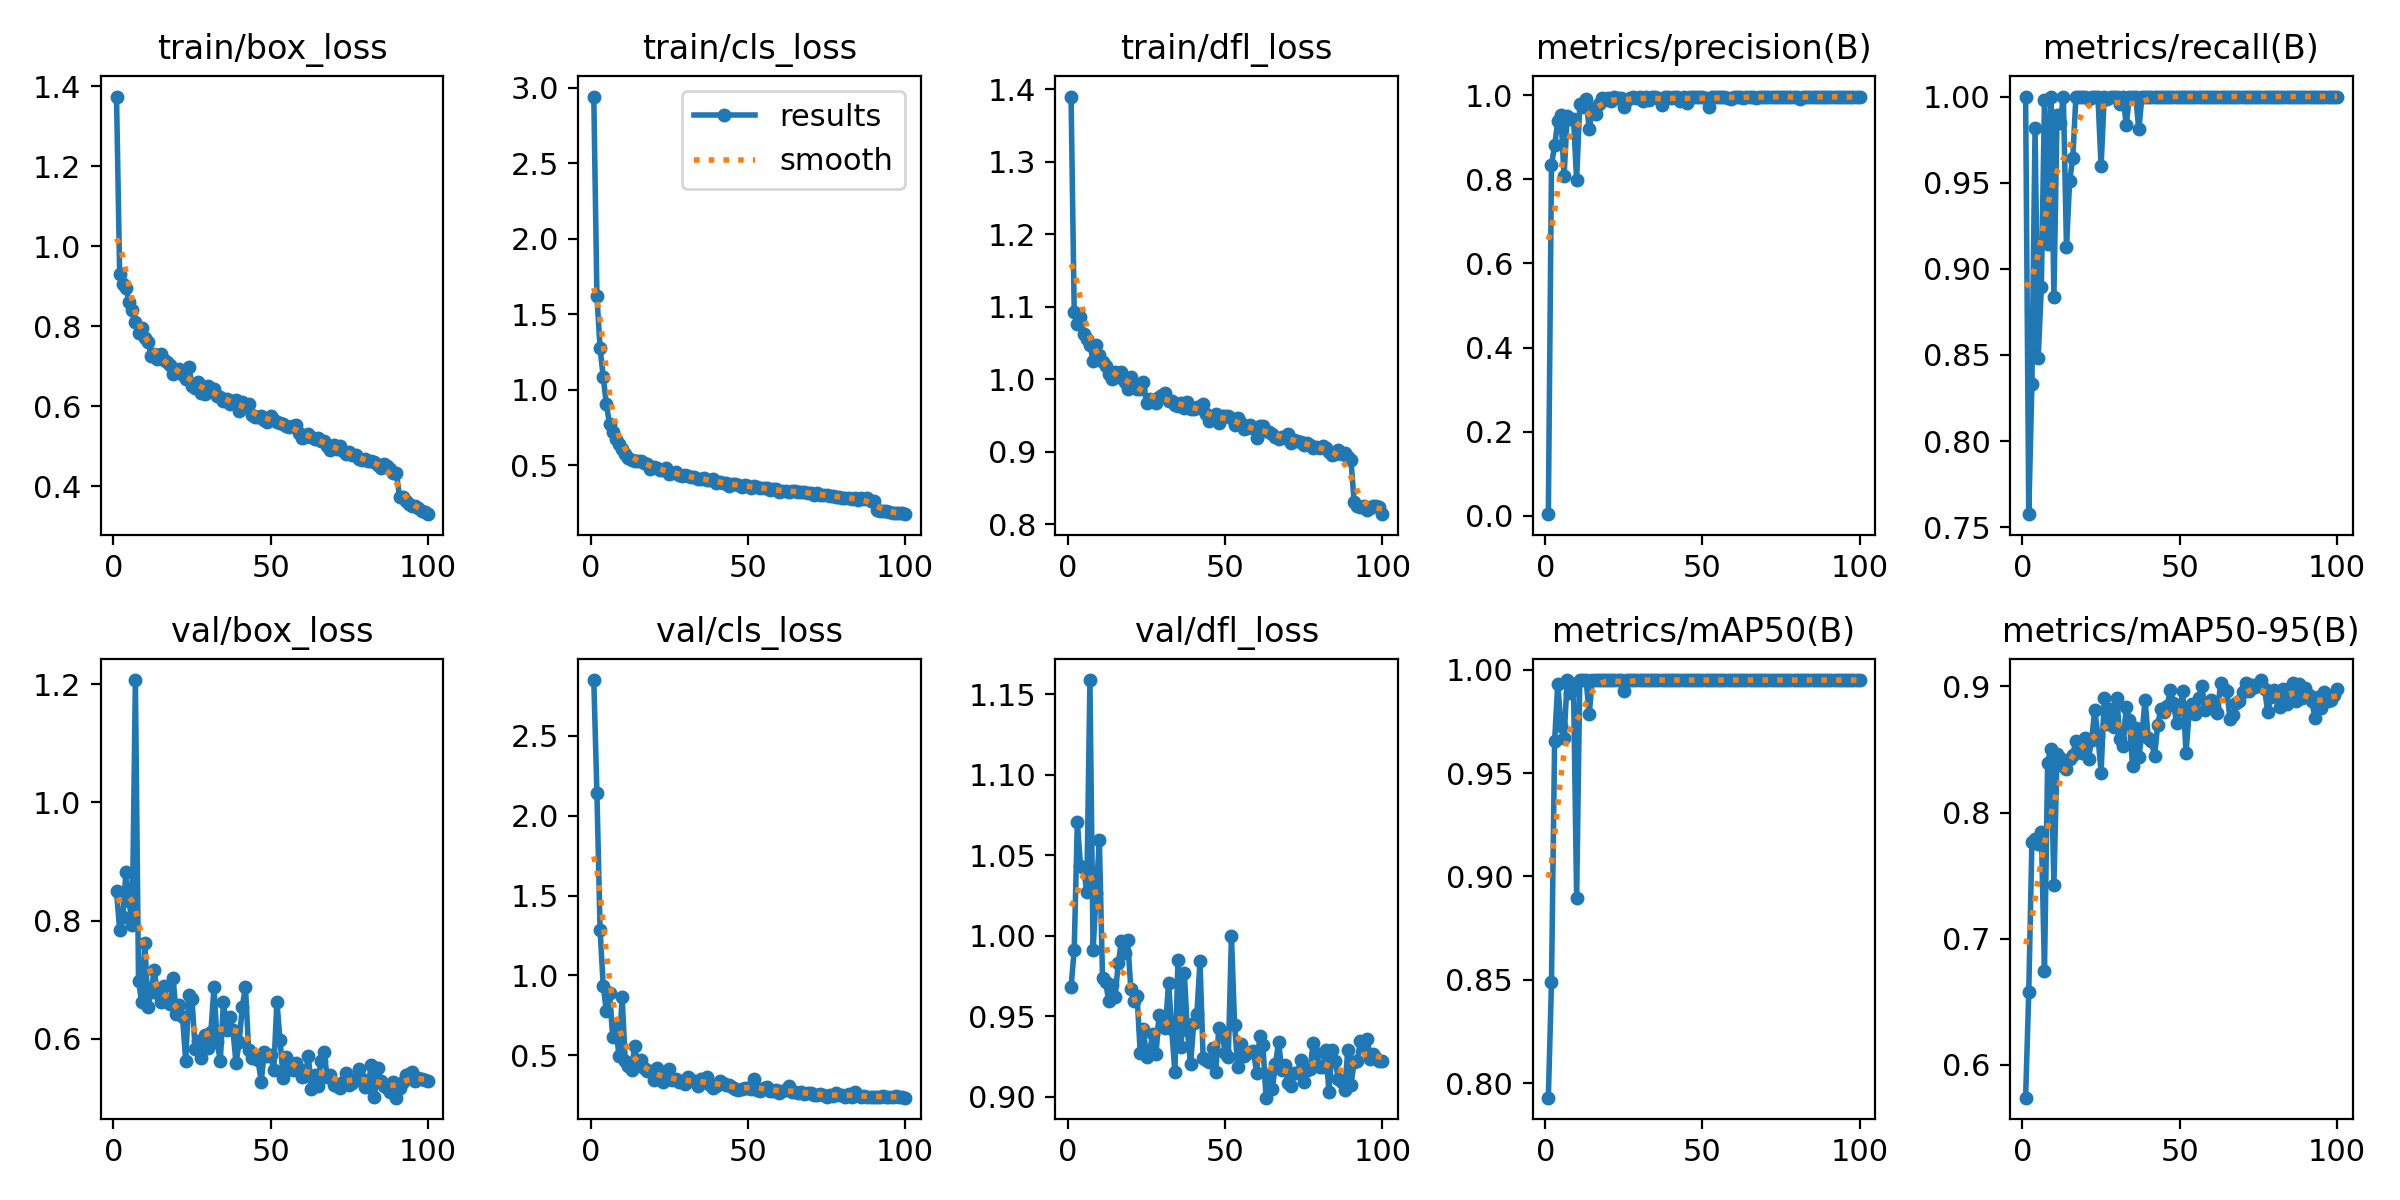 train/box_loss
1.4
1.2
1.0
0.8
0.6
0.4
0 50 100
train/cls_loss
results
smooth
3.0
2.5
2.0
1.5
1.0
0.5
0 50 100
train/dfl_loss
1.4
1.3
1.2
1.1
1.0
0.9
0.8
0 50 100
metrics/precision(B)
1.0
0.8
0.6
0.4
0.2
0.0
0 50 100
metrics/recall(B)
1.00
0.95
0.90
0.85
0.80
0.75
0 50 100
val/box_loss
1.2
1.0
0.8
0.6
0 50 100
val/cls_loss
2.5
2.0
1.5
1.0
0.5
0 50 100
val/dfl_loss
1.15
1.10
1.05
1.00
0.95
0.90
0 50 100
metrics/mAP50(B)
1.00
0.95
0.90
0.85
0.80
0 50 100
metrics/mAP50-95(B)
0.9
0.8
0.7
0.6
0 50 100